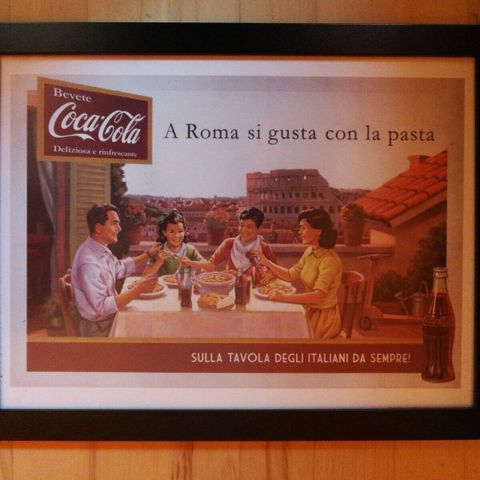 Bevete
Coca-Cola
Deliziosa e rinfrescante
A Roma si gusta con la pasta
SULLA TAVOLA DEGLI ITALIANI DA SEMPRE!